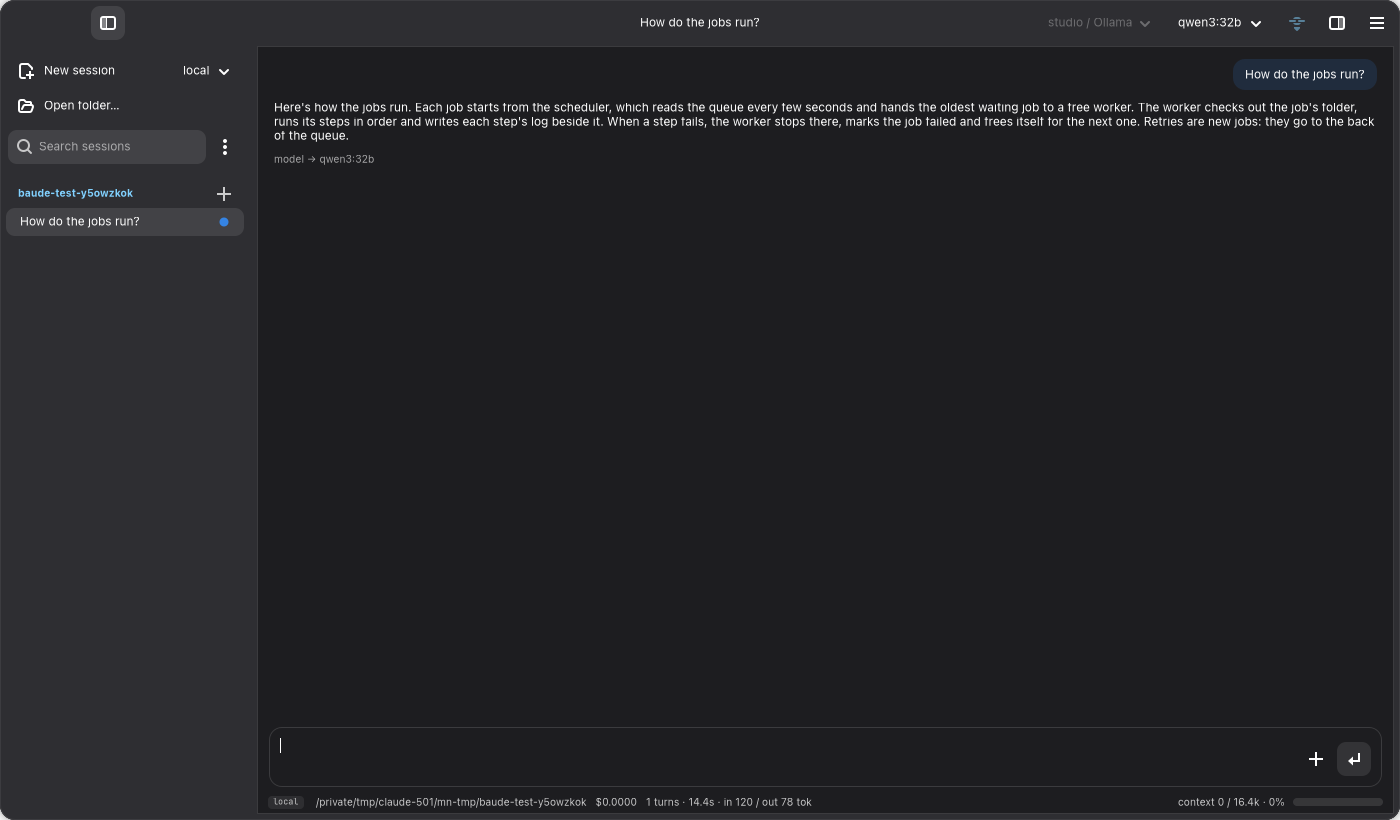 How do the jobs run?
studio / Ollama
qwen3:32b
New session
local
Open folder...
Search sessions
baude-test-y5owzkok
How do the jobs run?
How do the jobs run?
Here's how the jobs run. Each job starts from the scheduler, which reads the queue every few seconds and hands the oldest waiting job to a free worker. The worker checks out the job's folder,
runs its steps in order and writes each step's log beside it. When a step fails, the worker stops there, marks the job failed and frees itself for the next one. Retries are new jobs: they go to the back
of the queue.
model → qwen3:32b
local /private/tmp/claude-501/mn-tmp/baude-test-y5owzkok $0.0000 1 turns · 14.4s · in 120 / out 78 tok
context 0 / 16.4k · 0%